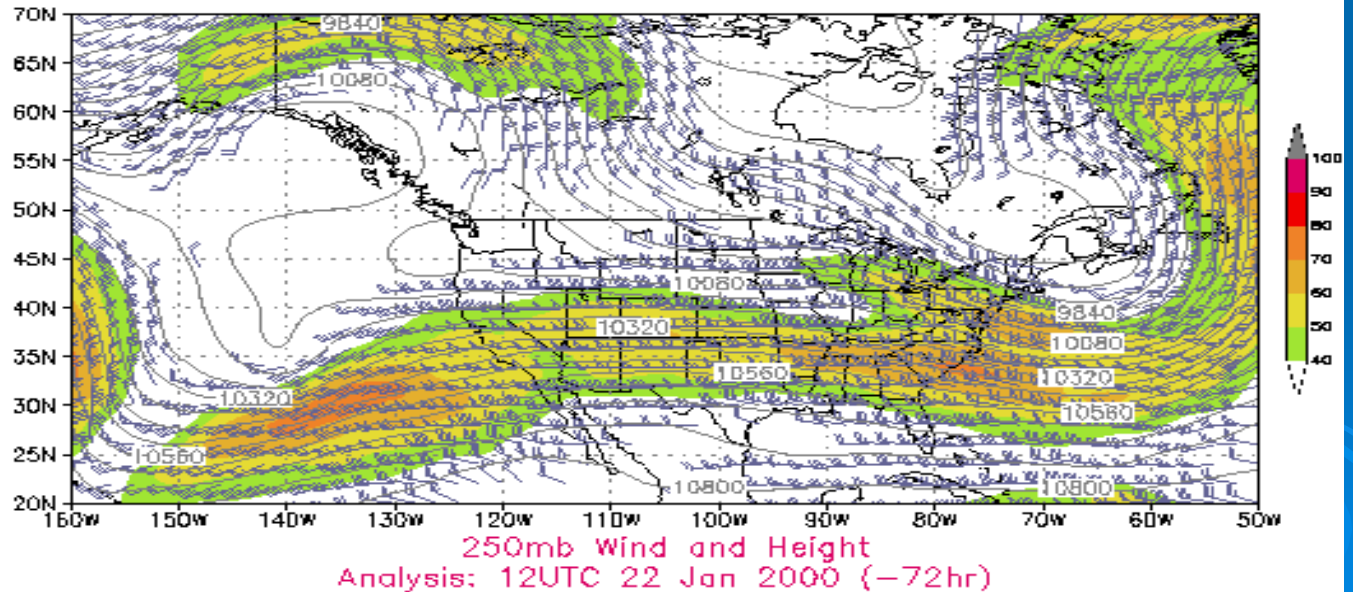 70N
65N
60N
55N
50N
45N
40N
35N
30N
25N
20N
9840
10080
10080
9840
10320
10080
10560
10320
10320
10560
10560
10800
10800
160W 150W 140W 130W 120W 110W 100W 90W 80W 70W 60W 50W
100
90
80
70
60
50
40
250mb Wind and Height
Analysis: 12UTC 22 Jan 2000 (-72hr)